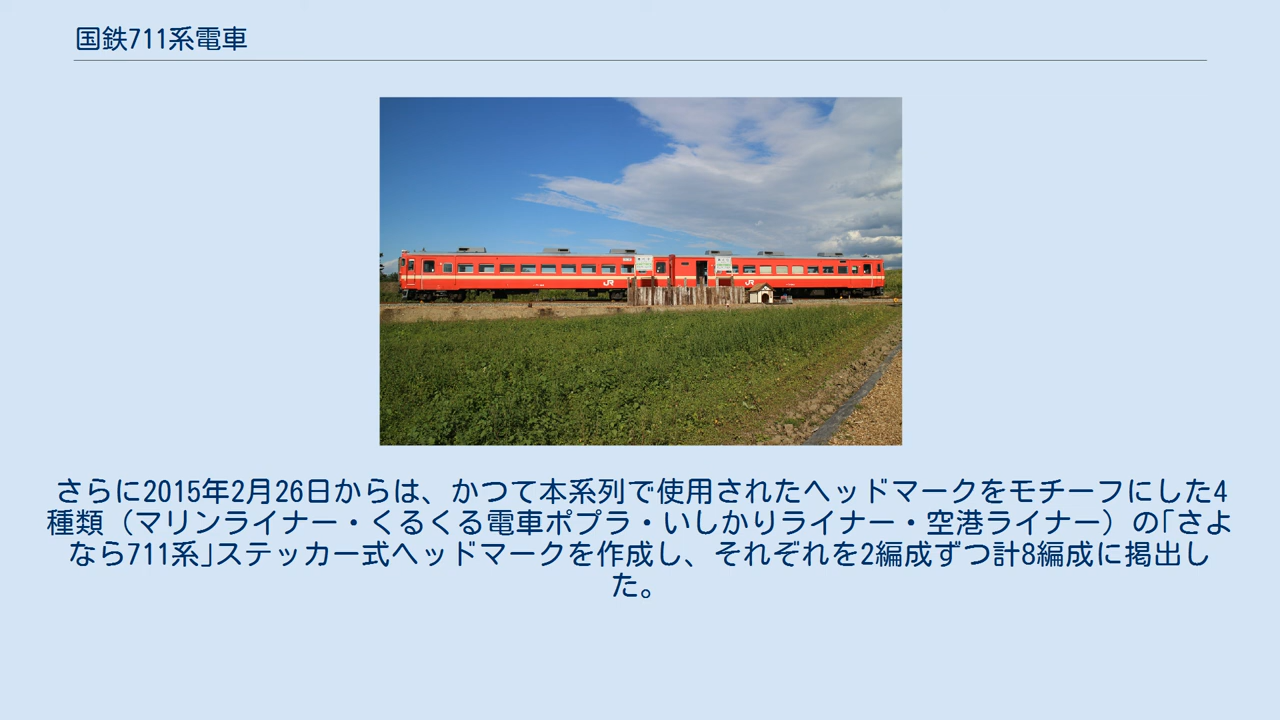 国鉄711系電車
JR
JR
さらに2015年2月26日からは、かつて本系列で使用されたヘッドマークをモチーフにした4
種類（マリンライナー・くるくる電車ポプラ・いしかりライナー・空港ライナー）の｢さよ
なら711系｣ステッカー式ヘッドマークを作成し、それぞれを2編成ずつ計8編成に掲出し
た。